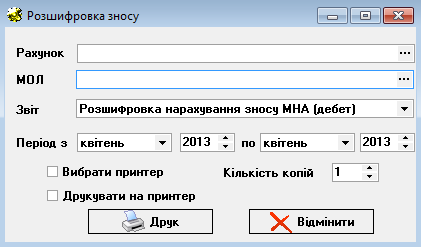 Розшифровка зносу
Рахунок ...
МОЛ ...
Звіт Розшифровка нарахування зносу МНА (дебет)
Період з квітень 2013 по квітень 2013
Вибрати принтер Кількість копій 1
Друкувати на принтер
Друк Відмінити